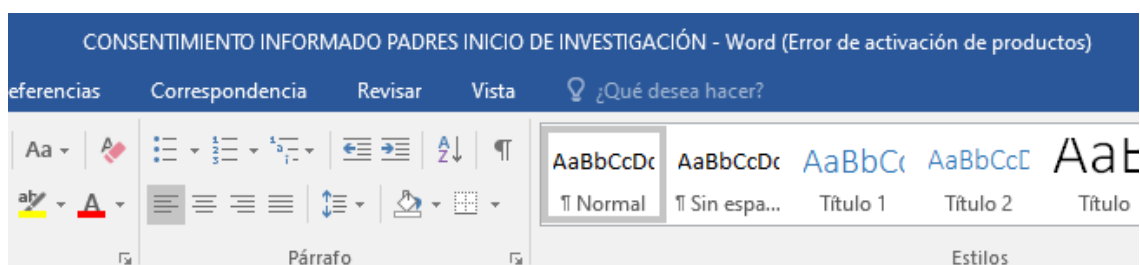 CONSENTIMIENTO INFORMADO PADRES INICIO DE INVESTIGACIÓN - Word (Error de activación de productos)
eferencias Correspondencia Revisar Vista ¿Qué desea hacer?
Aa
AaBbCcDc AaBbCcDc AaBbCc AaBbCcD AaB
¶ Normal ¶ Sin espa... Título 1 Título 2 Título
Párrafo Estilos